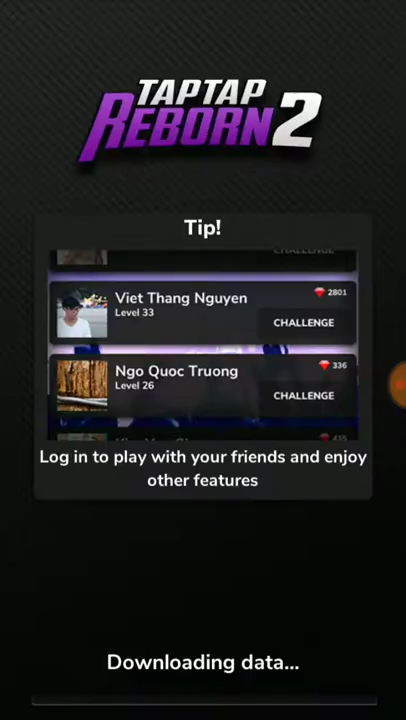 TAPTAP
REBORN 2
Tip!
CHALLENGE
Viet Thang Nguyen
2801
Level 33
CHALLENGE
Ngo Quoc Truong
336
Level 26
CHALLENGE
Log in to play with your friends and enjoy
other features
Downloading data...